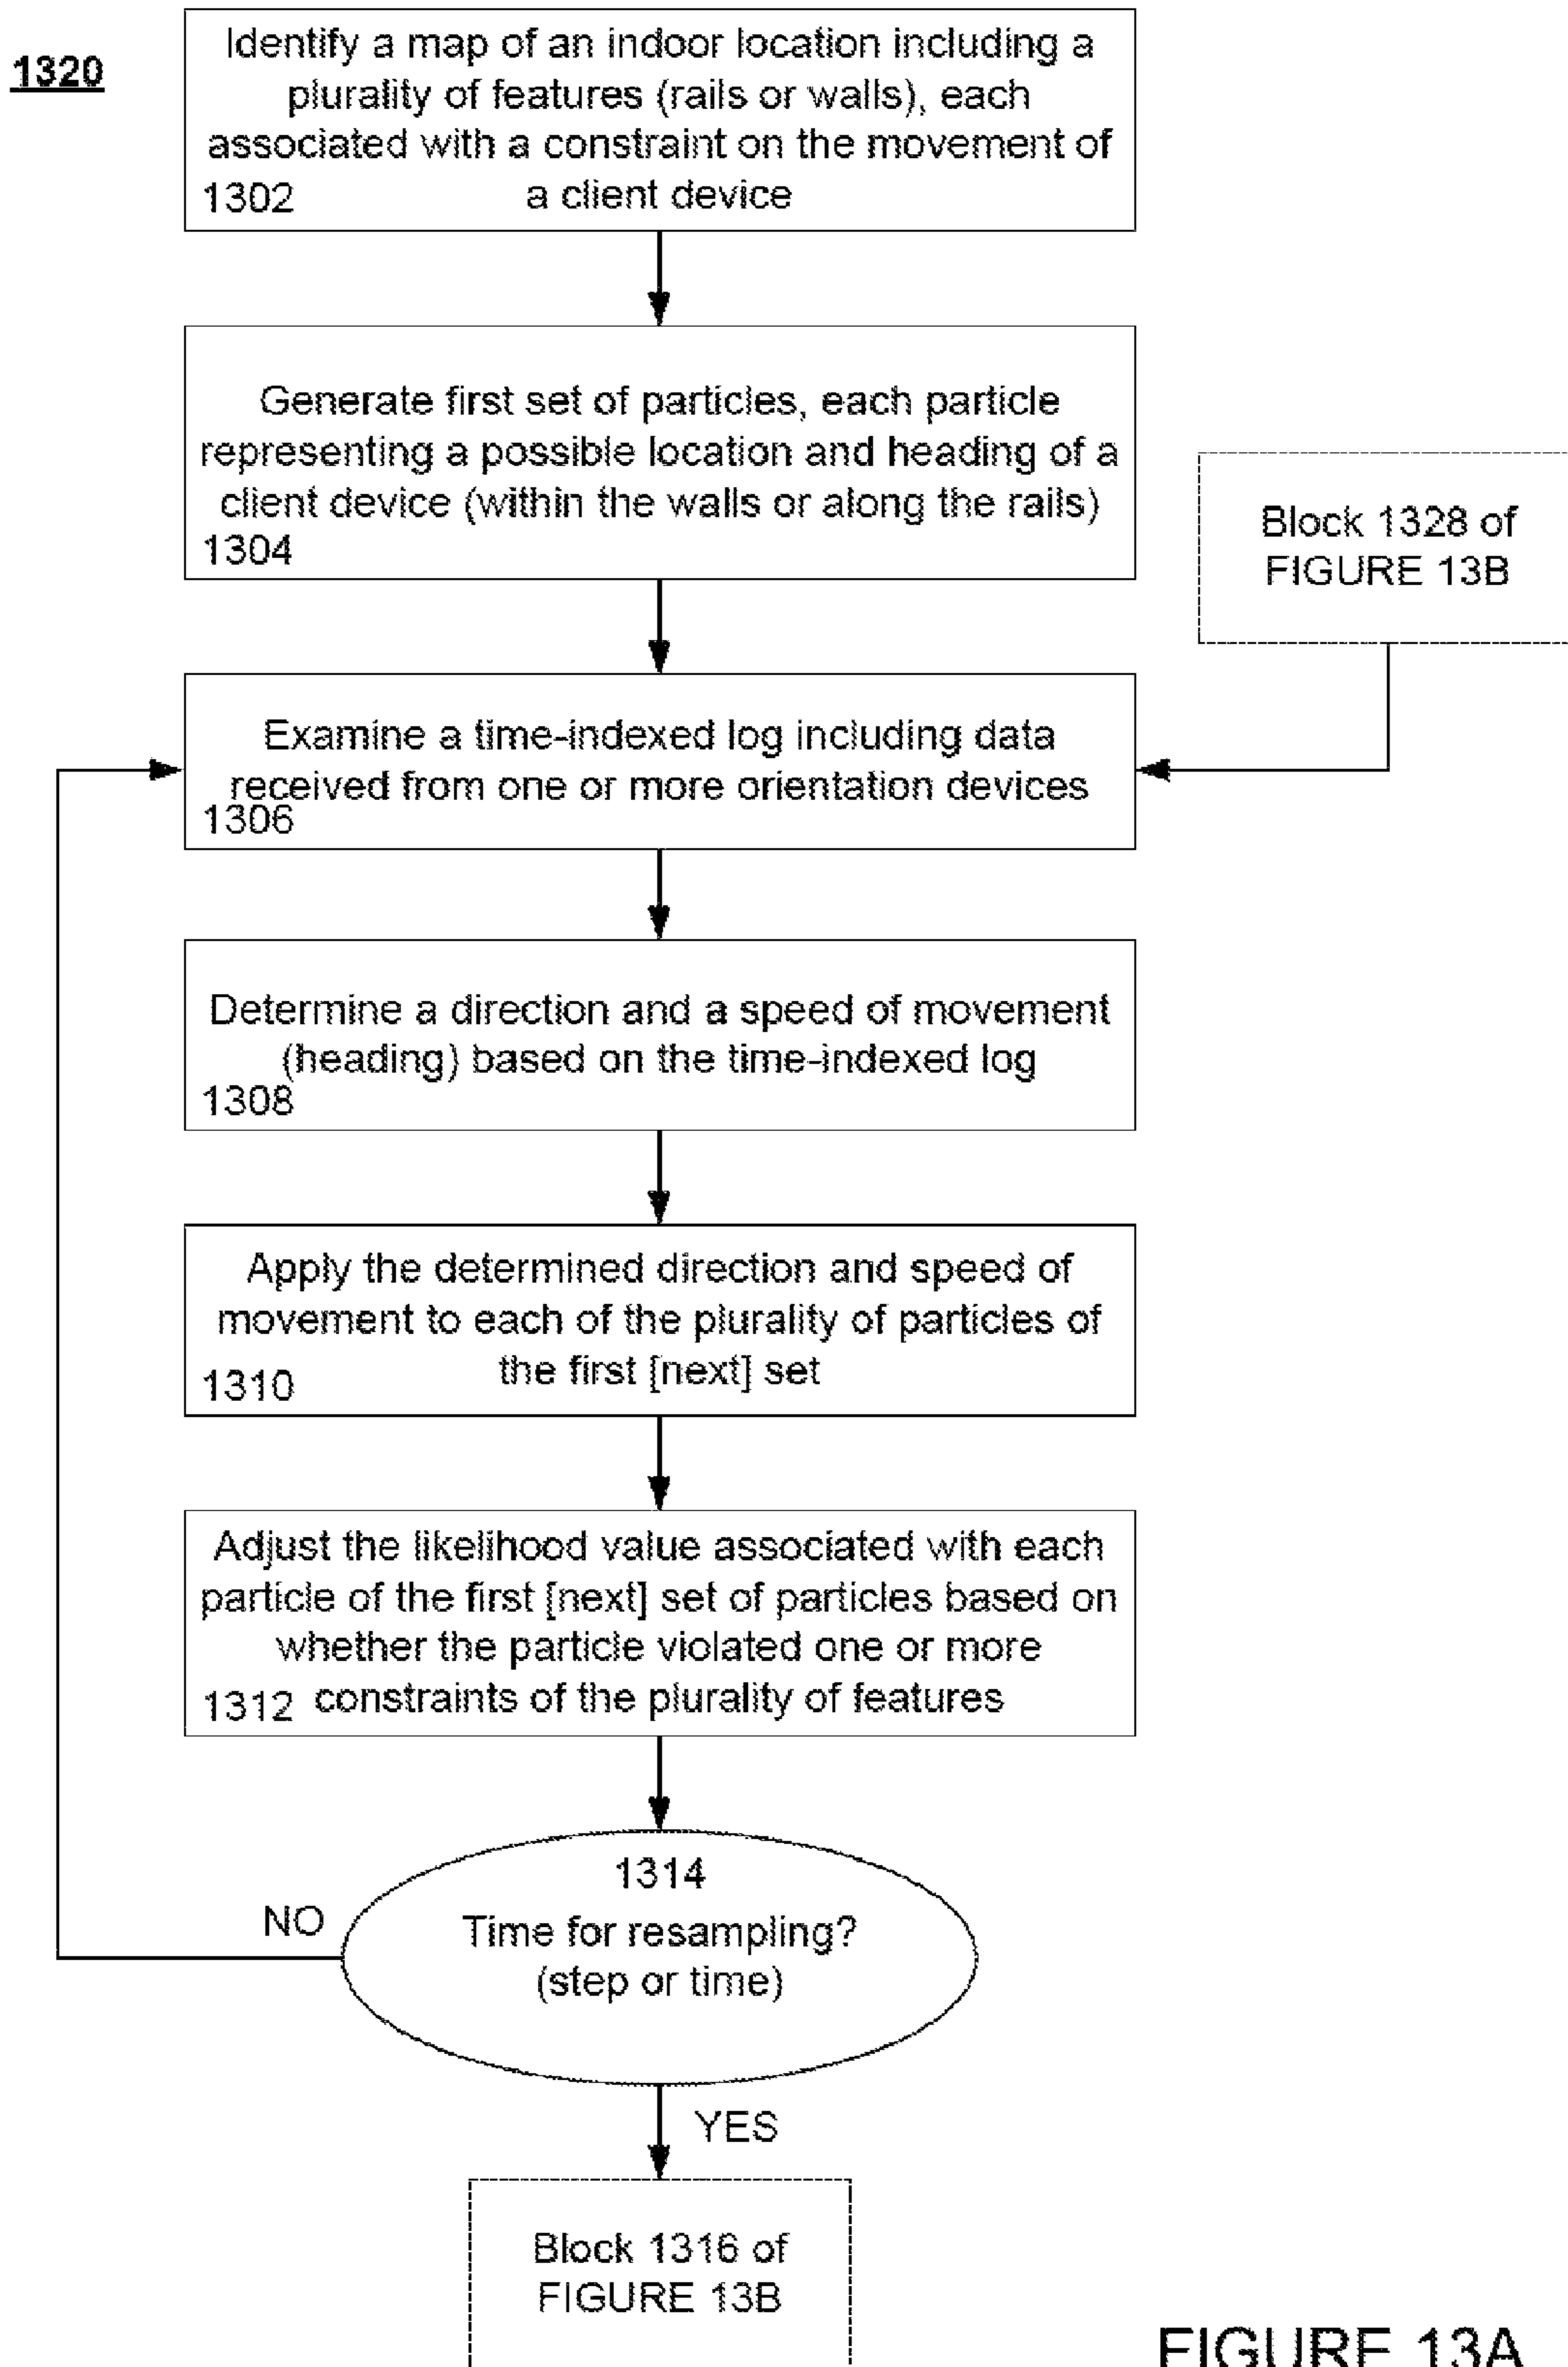 1320
Identify a map of an indoor location including a
plurality of features (rails or walls), each
associated with a constraint on the movement of
a client device
1302
Generate first set of particles, each particle
representing a possible location and heading of a
client device (within the walls or along the rails)
1304
Block 1328 of
FIGURE 13B
Examine a time-indexed log including data
received from one or more orientation devices
1306
Determine a direction and a speed of movement
(heading) based on the time-indexed log
1308
Apply the determined direction and speed of
movement to each of the plurality of particles of
the first [next] set
1310
Adjust the likelihood value associated with each
particle of the first [next] set of particles based on
whether the particle violated one or more
constraints of the plurality of features
1312
1314
Time for resampling?
(step or time)
NO
YES
Block 1316 of
FIGURE 13B
FIGURE 13A